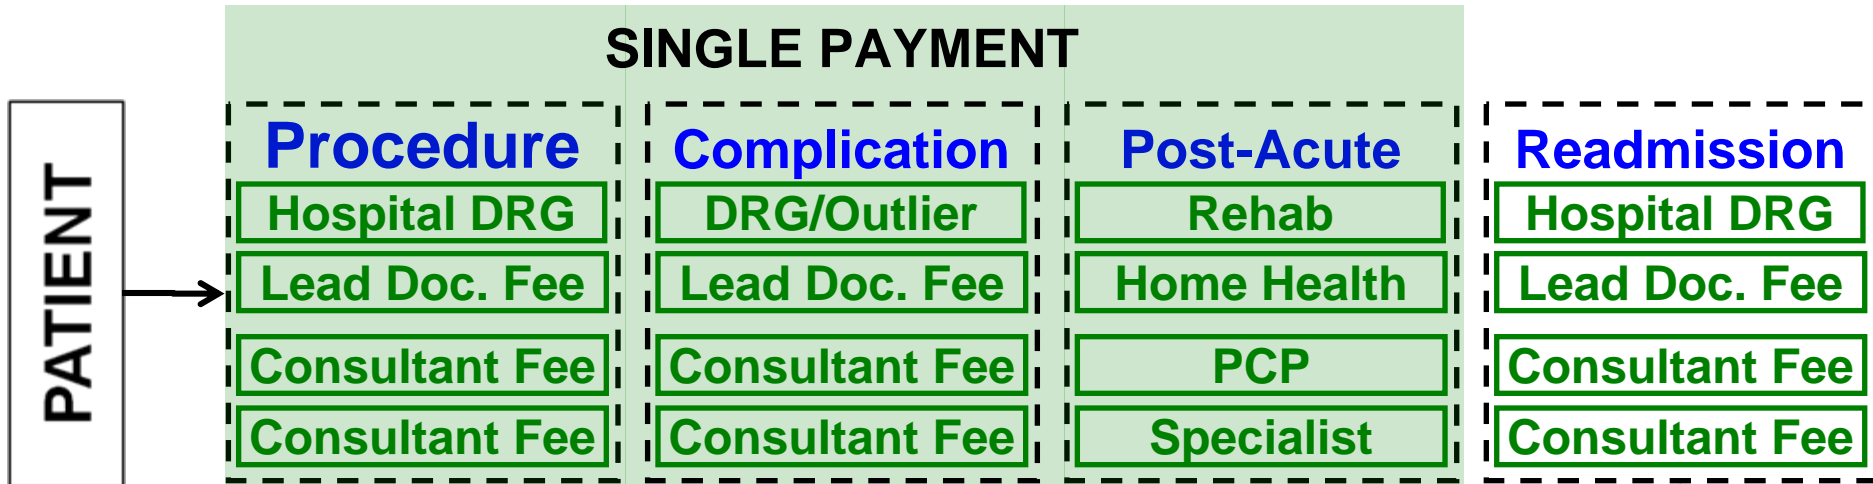 SINGLE PAYMENT
PATIENT
Procedure
Hospital DRG
Lead Doc. Fee
Consultant Fee
Consultant Fee
Complication
DRG/Outlier
Lead Doc. Fee
Consultant Fee
Consultant Fee
Post-Acute
Rehab
Home Health
PCP
Specialist
Readmission
Hospital DRG
Lead Doc. Fee
Consultant Fee
Consultant Fee